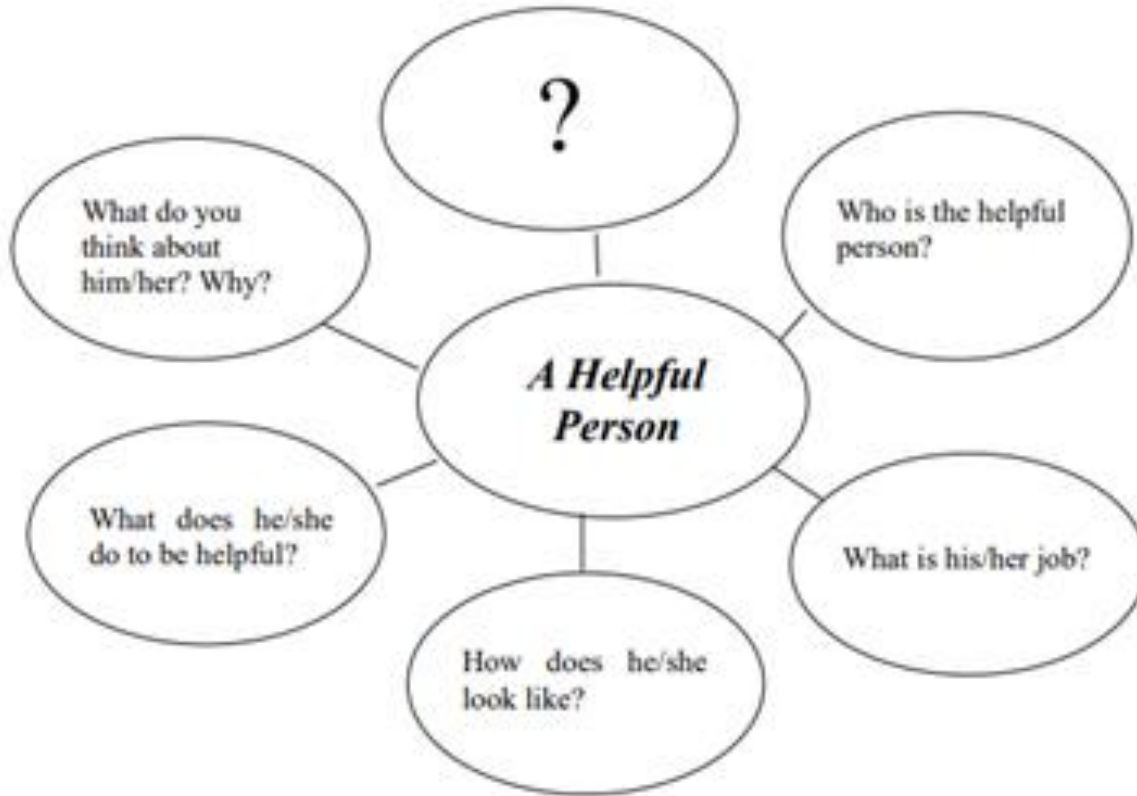 ?
What do you
think about
him/her? Why?
Who is the helpful
person?
A Helpful
Person
What does he/she
do to be helpful?
What is his/her job?
How does he/she
look like?